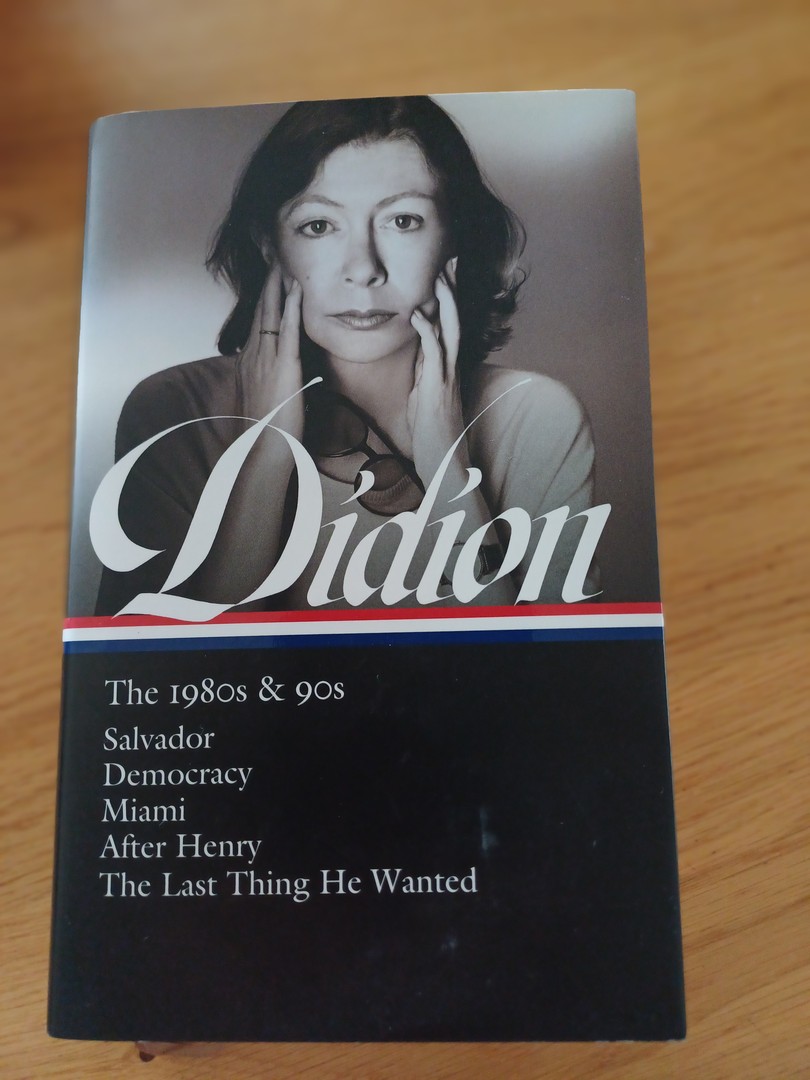 Didion
The 1980s & 90s
Salvador
Democracy
Miami
After Henry
The Last Thing He Wanted